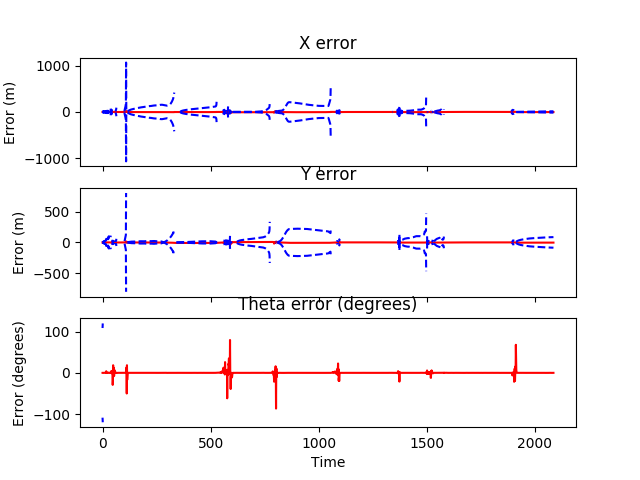 X error
1000
0
−1000
Error (m)
Y error
500
0
−500
Error (m)
Theta error (degrees)
100
0
−100
Error (degrees)
0 500 1000 1500 2000
Time